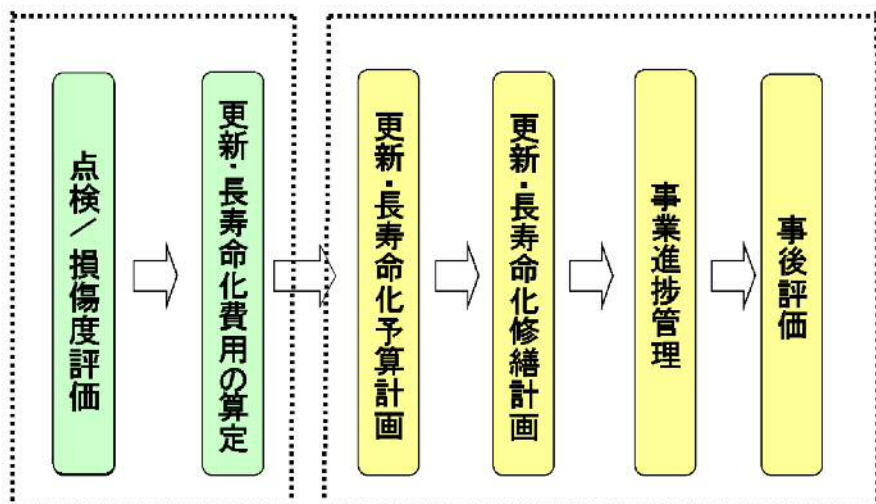 点検／損傷度評価
更新・長寿命化費用の算定
更新・長寿命化予算計画
更新・長寿命化修繕計画
事業進捗管理
事後評価